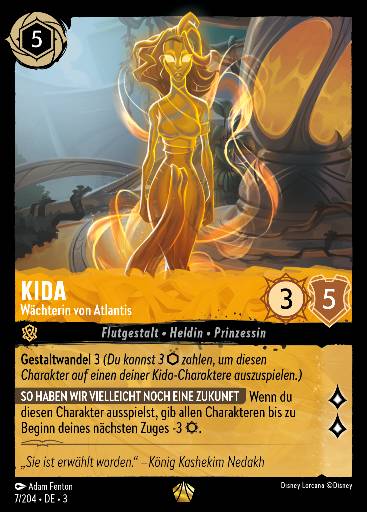 5
KIDA
Wächterin von Atlantis
3
5
Flutgestalt • Heldin • Prinzessin
Gestaltwandel 3 (Du kannst 3 zahlen, um diesen
Charakter auf einen deiner Kida-Charaktere auszuspielen.)
SO HABEN WIR VIELLEICHT NOCH EINE ZUKUNFT Wenn du
diesen Charakter ausspielst, gib allen Charakteren bis zu
Beginn deines nächsten Zuges -3 .
„Sie ist erwählt worden.“ –König Kashekim Nedakh
Adam Fenton
Disney Lorcana ©Disney
7/204 • DE • 3